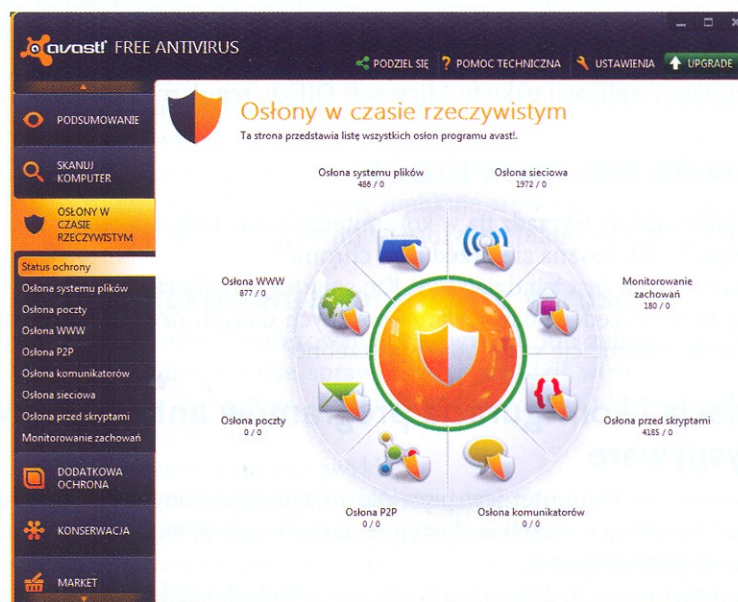 avast! FREE ANTIVIRUS
PODZIEL SIĘ
POMOC TECHNICZNA
USTAWIENIA
UPGRADE
PODSUMOWANIE
SKANUJ
KOMPUTER
OSŁONY W
CZASIE
RZECZYWISTYM
Status ochrony
Osłona systemu plików
Osłona poczty
Osłona WWW
Osłona P2P
Osłona komunikatorów
Osłona sieciowa
Osłona przed skryptami
Monitorowanie zachowań
DODATKOWA
OCHRONA
KONSERWACJA
MARKET
Osłony w czasie rzeczywistym
Ta strona przedstawia listę wszystkich osłon programu avast!.
Osłona systemu plików
486 / 0
Osłona sieciowa
1972 / 0
Osłona WWW
877 / 0
Monitorowanie
zachowań
180 / 0
Osłona poczty
0 / 0
Osłona przed skryptami
4185 / 0
Osłona P2P
0 / 0
Osłona komunikatorów
0 / 0